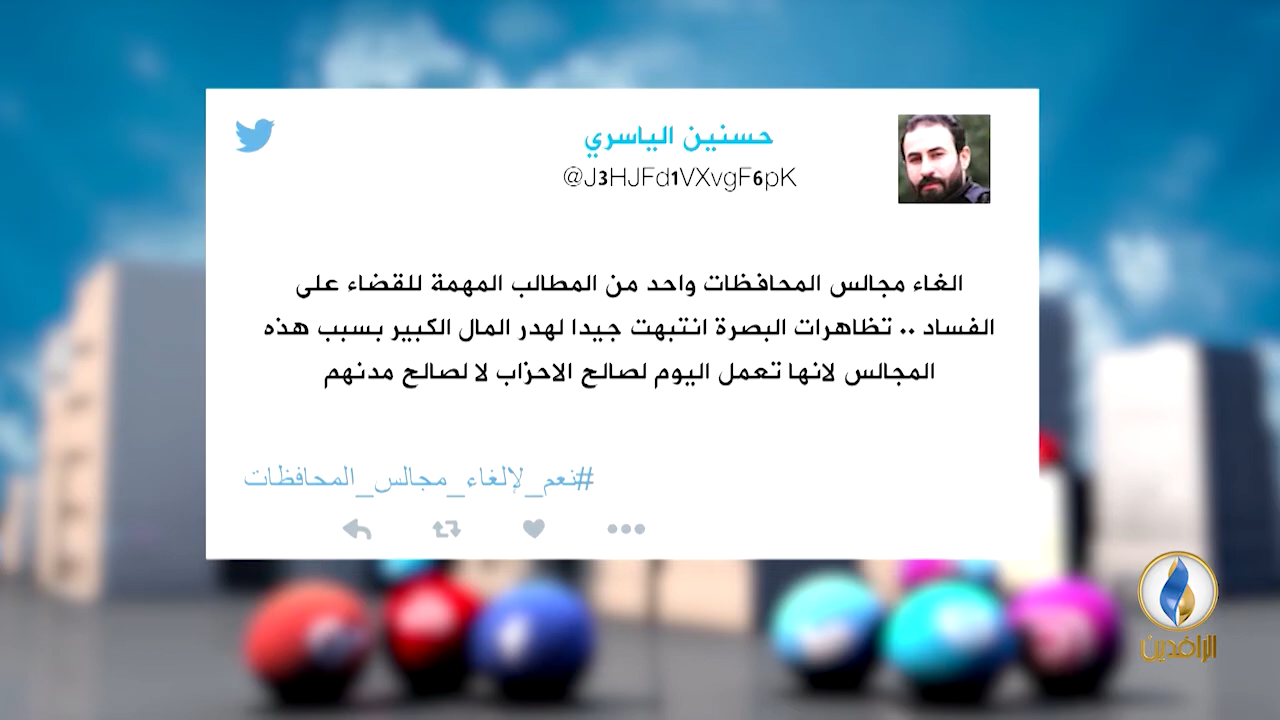 حسنين الياسري
@J3HJFd1VXvgF6pK
الغاء مجالس المحافظات واحد من المطالب المهمة للقضاء على
الفساد .. تظاهرات البصرة انتبهت جيدا لهدر المال الكبير بسبب هذه
المجالس لانها تعمل اليوم لصالح الاحزاب لا لصالح مدنهم
#نعم_لإلغاء_مجالس_المحافظات
الرافدين